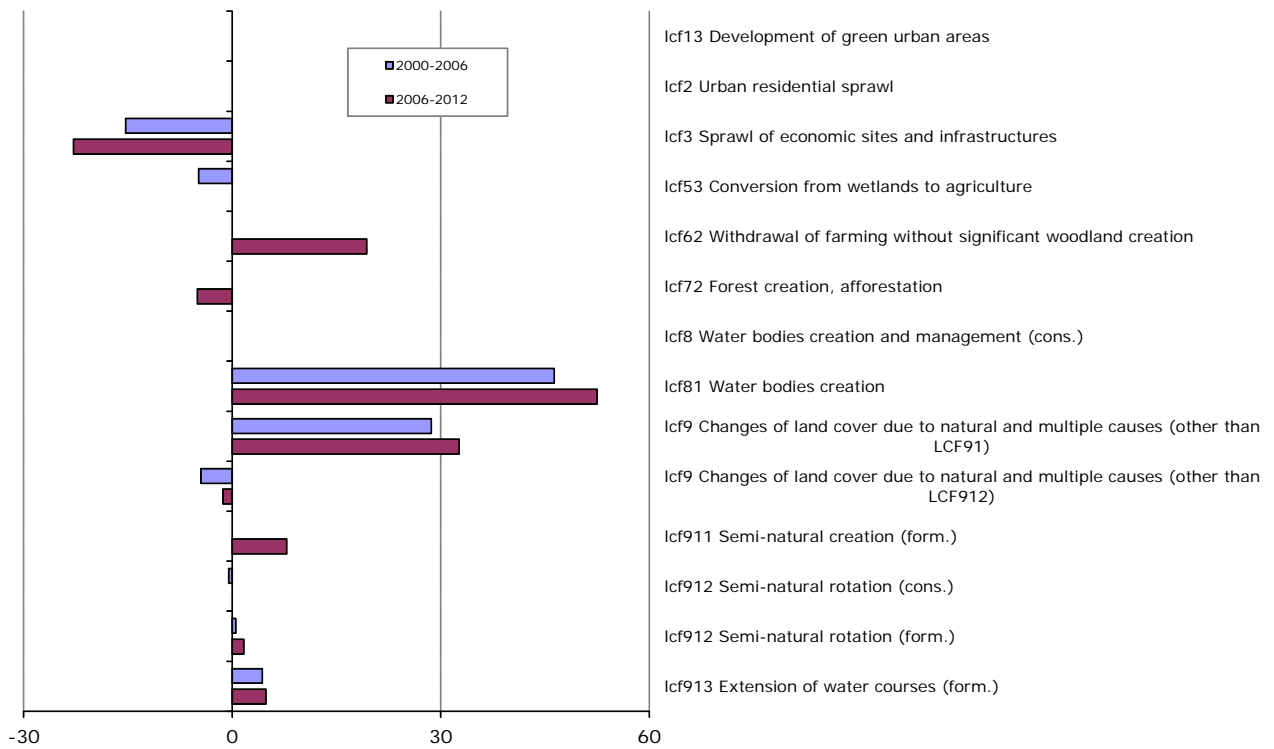 2000-2006
2006-2012
lcf13 Development of green urban areas
lcf2 Urban residential sprawl
lcf3 Sprawl of economic sites and infrastructures
lcf53 Conversion from wetlands to agriculture
lcf62 Withdrawal of farming without significant woodland creation
lcf72 Forest creation, afforestation
lcf8 Water bodies creation and management (cons.)
lcf81 Water bodies creation
lcf9 Changes of land cover due to natural and multiple causes (other than
LCF91)
lcf9 Changes of land cover due to natural and multiple causes (other than
LCF912)
lcf911 Semi-natural creation (form.)
lcf912 Semi-natural rotation (cons.)
lcf912 Semi-natural rotation (form.)
lcf913 Extension of water courses (form.)
-30 0 30 60